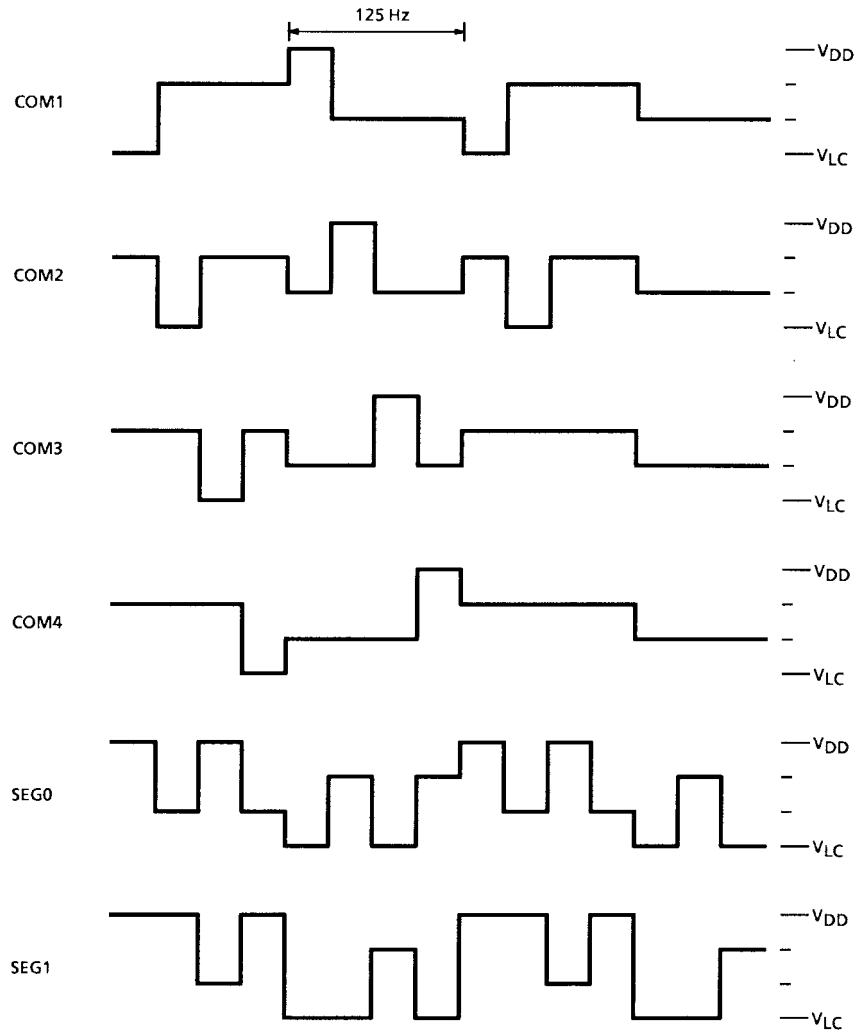 125 Hz
VDD
COM1
VLC
VDD
COM2
VLC
VDD
COM3
VLC
VDD
COM4
VLC
VDD
SEG0
VLC
VDD
SEG1
VLC